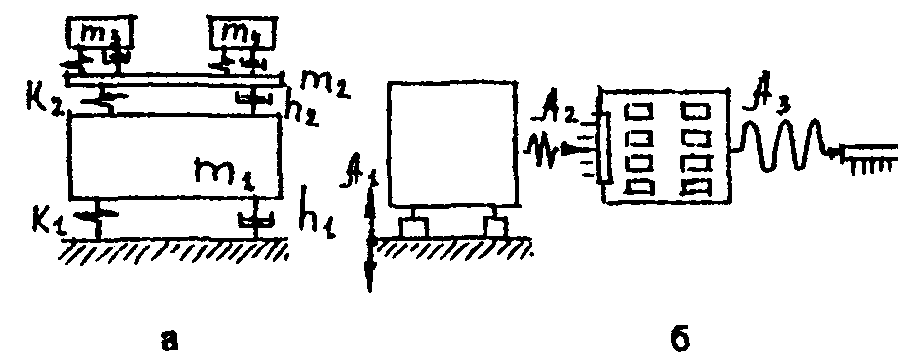 m3 m4
K2 m2
h2
m1
K1 h1
A1 A2 A3
а б